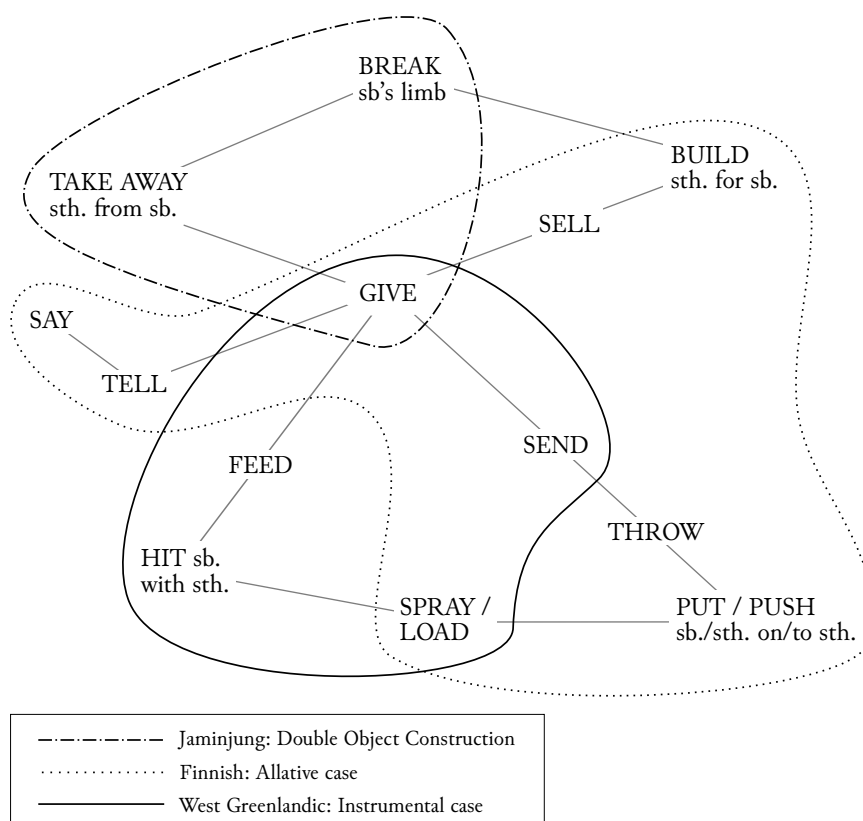 BREAK
sb's limb
BUILD
sth. for sb.
TAKE AWAY
sth. from sb.
SELL
GIVE
SAY
TELL
SEND
FEED
THROW
HIT sb.
with sth.
SPRAY /
LOAD
PUT / PUSH
sb./sth. on/to sth.
Jaminjung: Double Object Construction
Finnish: Allative case
West Greenlandic: Instrumental case